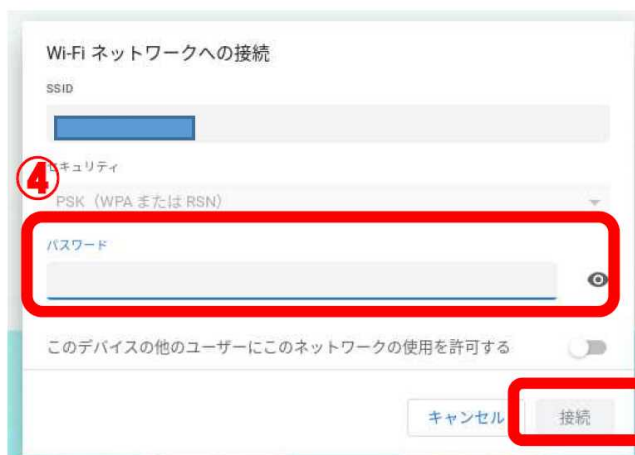 Wi-Fi ネットワークへの接続
SSID
④
セキュリティ
PSK（WPA または RSN）
パスワード
このデバイスの他のユーザーにこのネットワークの使用を許可する
キャンセル
接続